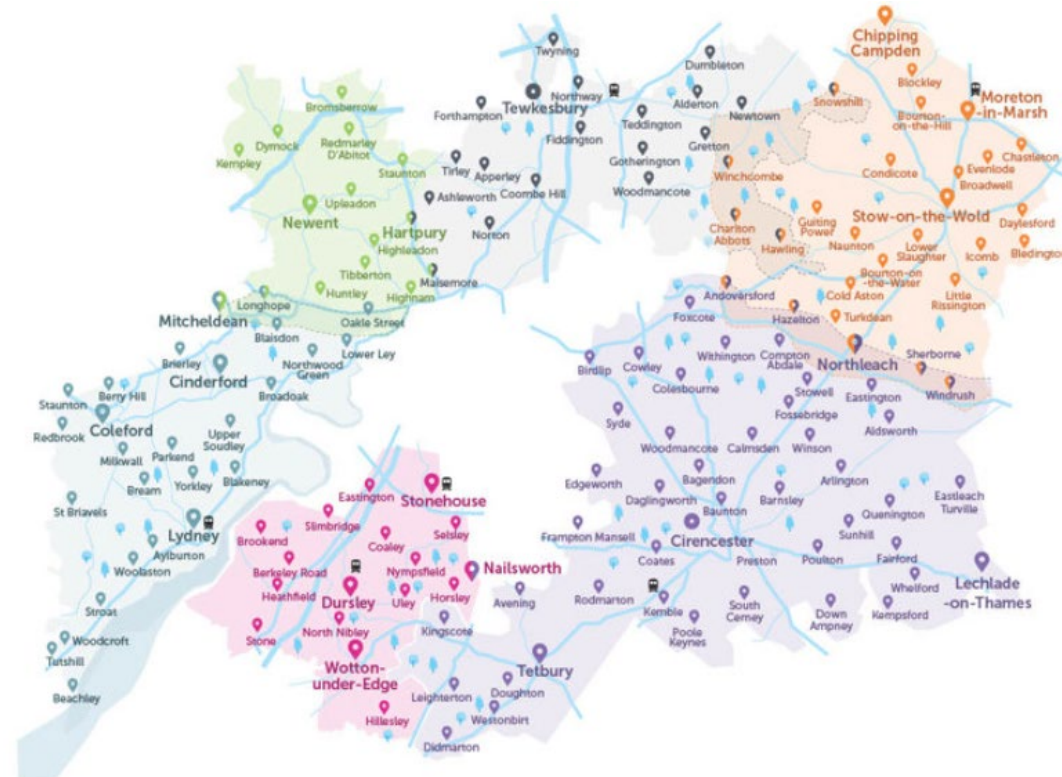 Chipping
Campden
Twyning
Dumbleton
Blockley
Northway
Tewkesbury
Alderton
Newtown
Snowshill
Moreton
-in-Marsh
Bourton-
on-the-Hill
Bromsberrow
Forthampton
Teddington
Fiddington
Gretton
Dymock
Redmarley
D'Abitot
Kempley
Staunton
Tirley
Apperley
Gotherington
Winchcombe
Condicote
Chastleton
Evenlode
Broadwell
Upleadon
Ashleworth
Coombe Hill
Woodmancote
Newent
Hartpury
Norton
Charlton
Abbots
Guiting
Power
Stow-on-the-Wold
Daylesford
Highleadon
Hawling
Naunton
Lower
Slaughter
Icomb
Bledington
Tibberton
Maisemore
Bourton-on
-the-Water
Huntley
Highnam
Longhope
Andoversford
Cold Aston
Little
Rissington
Mitcheldean
Oakle Street
Foxcote
Hazelton
Turkdean
Blaisdon
Lower Ley
Brierley
Northwood
Green
Birdlip
Cowley
Withington
Compton
Abdale
Northleach
Sherborne
Cinderford
Colesbourne
Stowell
Eastington
Windrush
Staunton
Berry Hill
Broadoak
Fossebridge
Redbrook
Coleford
Upper
Soudley
Syde
Woodmancote
Calmsden
Winson
Aldsworth
Milkwall
Parkend
Bream
Yorkley
Blakeney
Edgeworth
Bagendon
Daglingworth
Baunton
Barnsley
Arlington
Eastleach
Turville
St Briavels
Eastington
Stonehouse
Quenington
Lydney
Slimbridge
Selsley
Frampton Mansell
Cirencester
Sunhill
Brookend
Coaley
Aylburton
Woolaston
Coates
Preston
Poulton
Fairford
Berkeley Road
Nympsfield
Nailsworth
Whelford
Lechlade
-on-Thames
Heathfield
Dursley
Uley
Horsley
Avening
Rodmarton
Kemble
South
Cerney
Down
Ampney
Kempsford
Stroat
Stone
North Nibley
Kingscote
Poole
Keynes
Woodcroft
Tutshill
Wotton-
under-Edge
Tetbury
Beachley
Leighterton
Doughton
Hillesley
Westonbirt
Didmarton